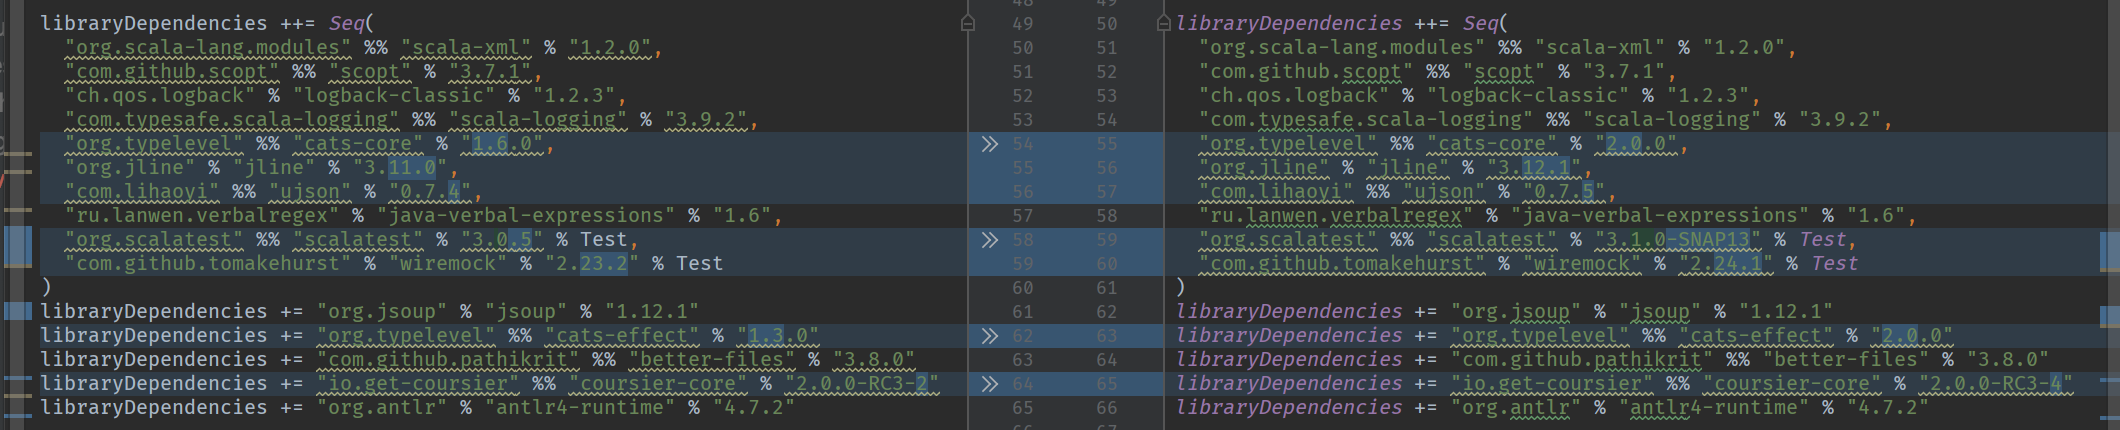 libraryDependencies ++= Seq(
"org.scala-lang.modules" %% "scala-xml" % "1.2.0",
"com.github.scopt" %% "scopt" % "3.7.1",
"ch.qos.logback" % "logback-classic" % "1.2.3",
"com.typesafe.scala-logging" %% "scala-logging" % "3.9.2",
"org.typelevel" %% "cats-core" % "1.6.0",
"org.jline" % "jline" % "3.11.0",
"com.lihaoyi" %% "ujson" % "0.7.4",
"ru.lanwen.verbalregex" % "java-verbal-expressions" % "1.6",
"org.scalatest" %% "scalatest" % "3.0.5" % Test,
"com.github.tomakehurst" % "wiremock" % "2.23.2" % Test
)
libraryDependencies += "org.jsoup" % "jsoup" % "1.12.1"
libraryDependencies += "org.typelevel" %% "cats-effect" % "1.3.0"
libraryDependencies += "com.github.pathikrit" %% "better-files" % "3.8.0"
libraryDependencies += "io.get-coursier" %% "coursier-core" % "2.0.0-RC3-2"
libraryDependencies += "org.antlr" % "antlr4-runtime" % "4.7.2"
49 50
50 51
51 52
52 53
53 54
54 55
55 56
56 57
57 58
58 59
59 60
60 61
61 62
62 63
63 64
64 65
65 66
libraryDependencies ++= Seq(
"org.scala-lang.modules" %% "scala-xml" % "1.2.0",
"com.github.scopt" %% "scopt" % "3.7.1",
"ch.qos.logback" % "logback-classic" % "1.2.3",
"com.typesafe.scala-logging" %% "scala-logging" % "3.9.2",
"org.typelevel" %% "cats-core" % "2.0.0",
"org.jline" % "jline" % "3.12.1",
"com.lihaoyi" %% "ujson" % "0.7.5",
"ru.lanwen.verbalregex" % "java-verbal-expressions" % "1.6",
"org.scalatest" %% "scalatest" % "3.1.0-SNAP13" % Test,
"com.github.tomakehurst" % "wiremock" % "2.24.1" % Test
)
libraryDependencies += "org.jsoup" % "jsoup" % "1.12.1"
libraryDependencies += "org.typelevel" %% "cats-effect" % "2.0.0"
libraryDependencies += "com.github.pathikrit" %% "better-files" % "3.8.0"
libraryDependencies += "io.get-coursier" %% "coursier-core" % "2.0.0-RC3-4"
libraryDependencies += "org.antlr" % "antlr4-runtime" % "4.7.2"